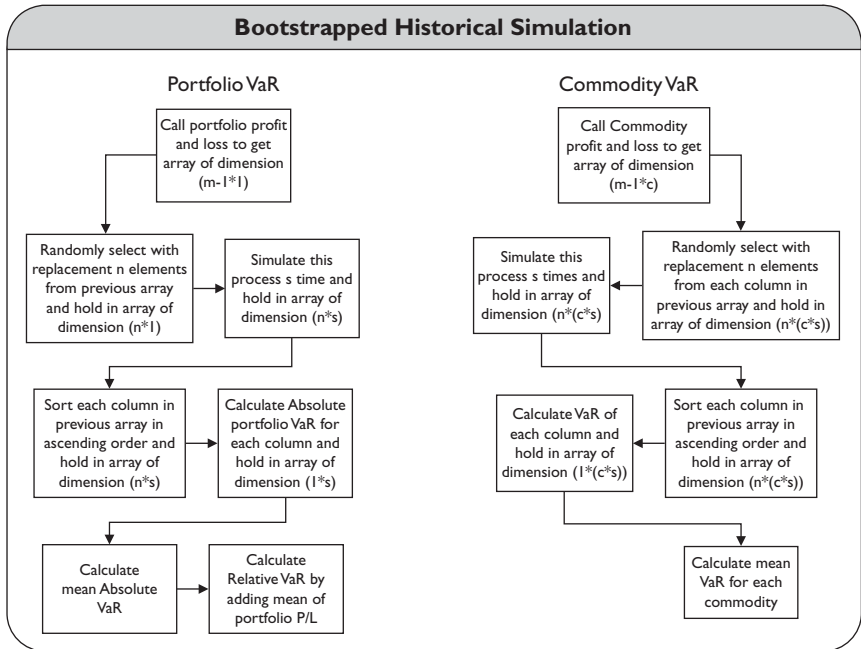 Bootstrapped Historical Simulation
Portfolio VaR
Call portfolio profit
and loss to get
array of dimension
(m-1*1)
Randomly select with
replacement n elements
from previous array
and hold in array of
dimension (n*1)
Simulate this
process s time and
hold in array of
dimension (n*s)
Sort each column in
previous array in
ascending order and
hold in array of
dimension (n*s)
Calculate Absolute
portfolio VaR for
each column and
hold in array of
dimension (1*s)
Calculate
mean Absolute
VaR
Calculate
Relative VaR by
adding mean of
portfolio P/L
Commodity VaR
Call Commodity
profit and loss to get
array of dimension
(m-1*c)
Randomly select with
replacement n elements
from each column in
previous array and hold in
array of dimension (n*(c*s))
Simulate this
process s times and
hold in array of
dimension (n*(c*s)
Sort each column in
previous array in
ascending order and
hold in array of
dimension (n*(c*s))
Calculate VaR of
each column and
hold in array of
dimension (1*(c*s))
Calculate mean
VaR for each
commodity